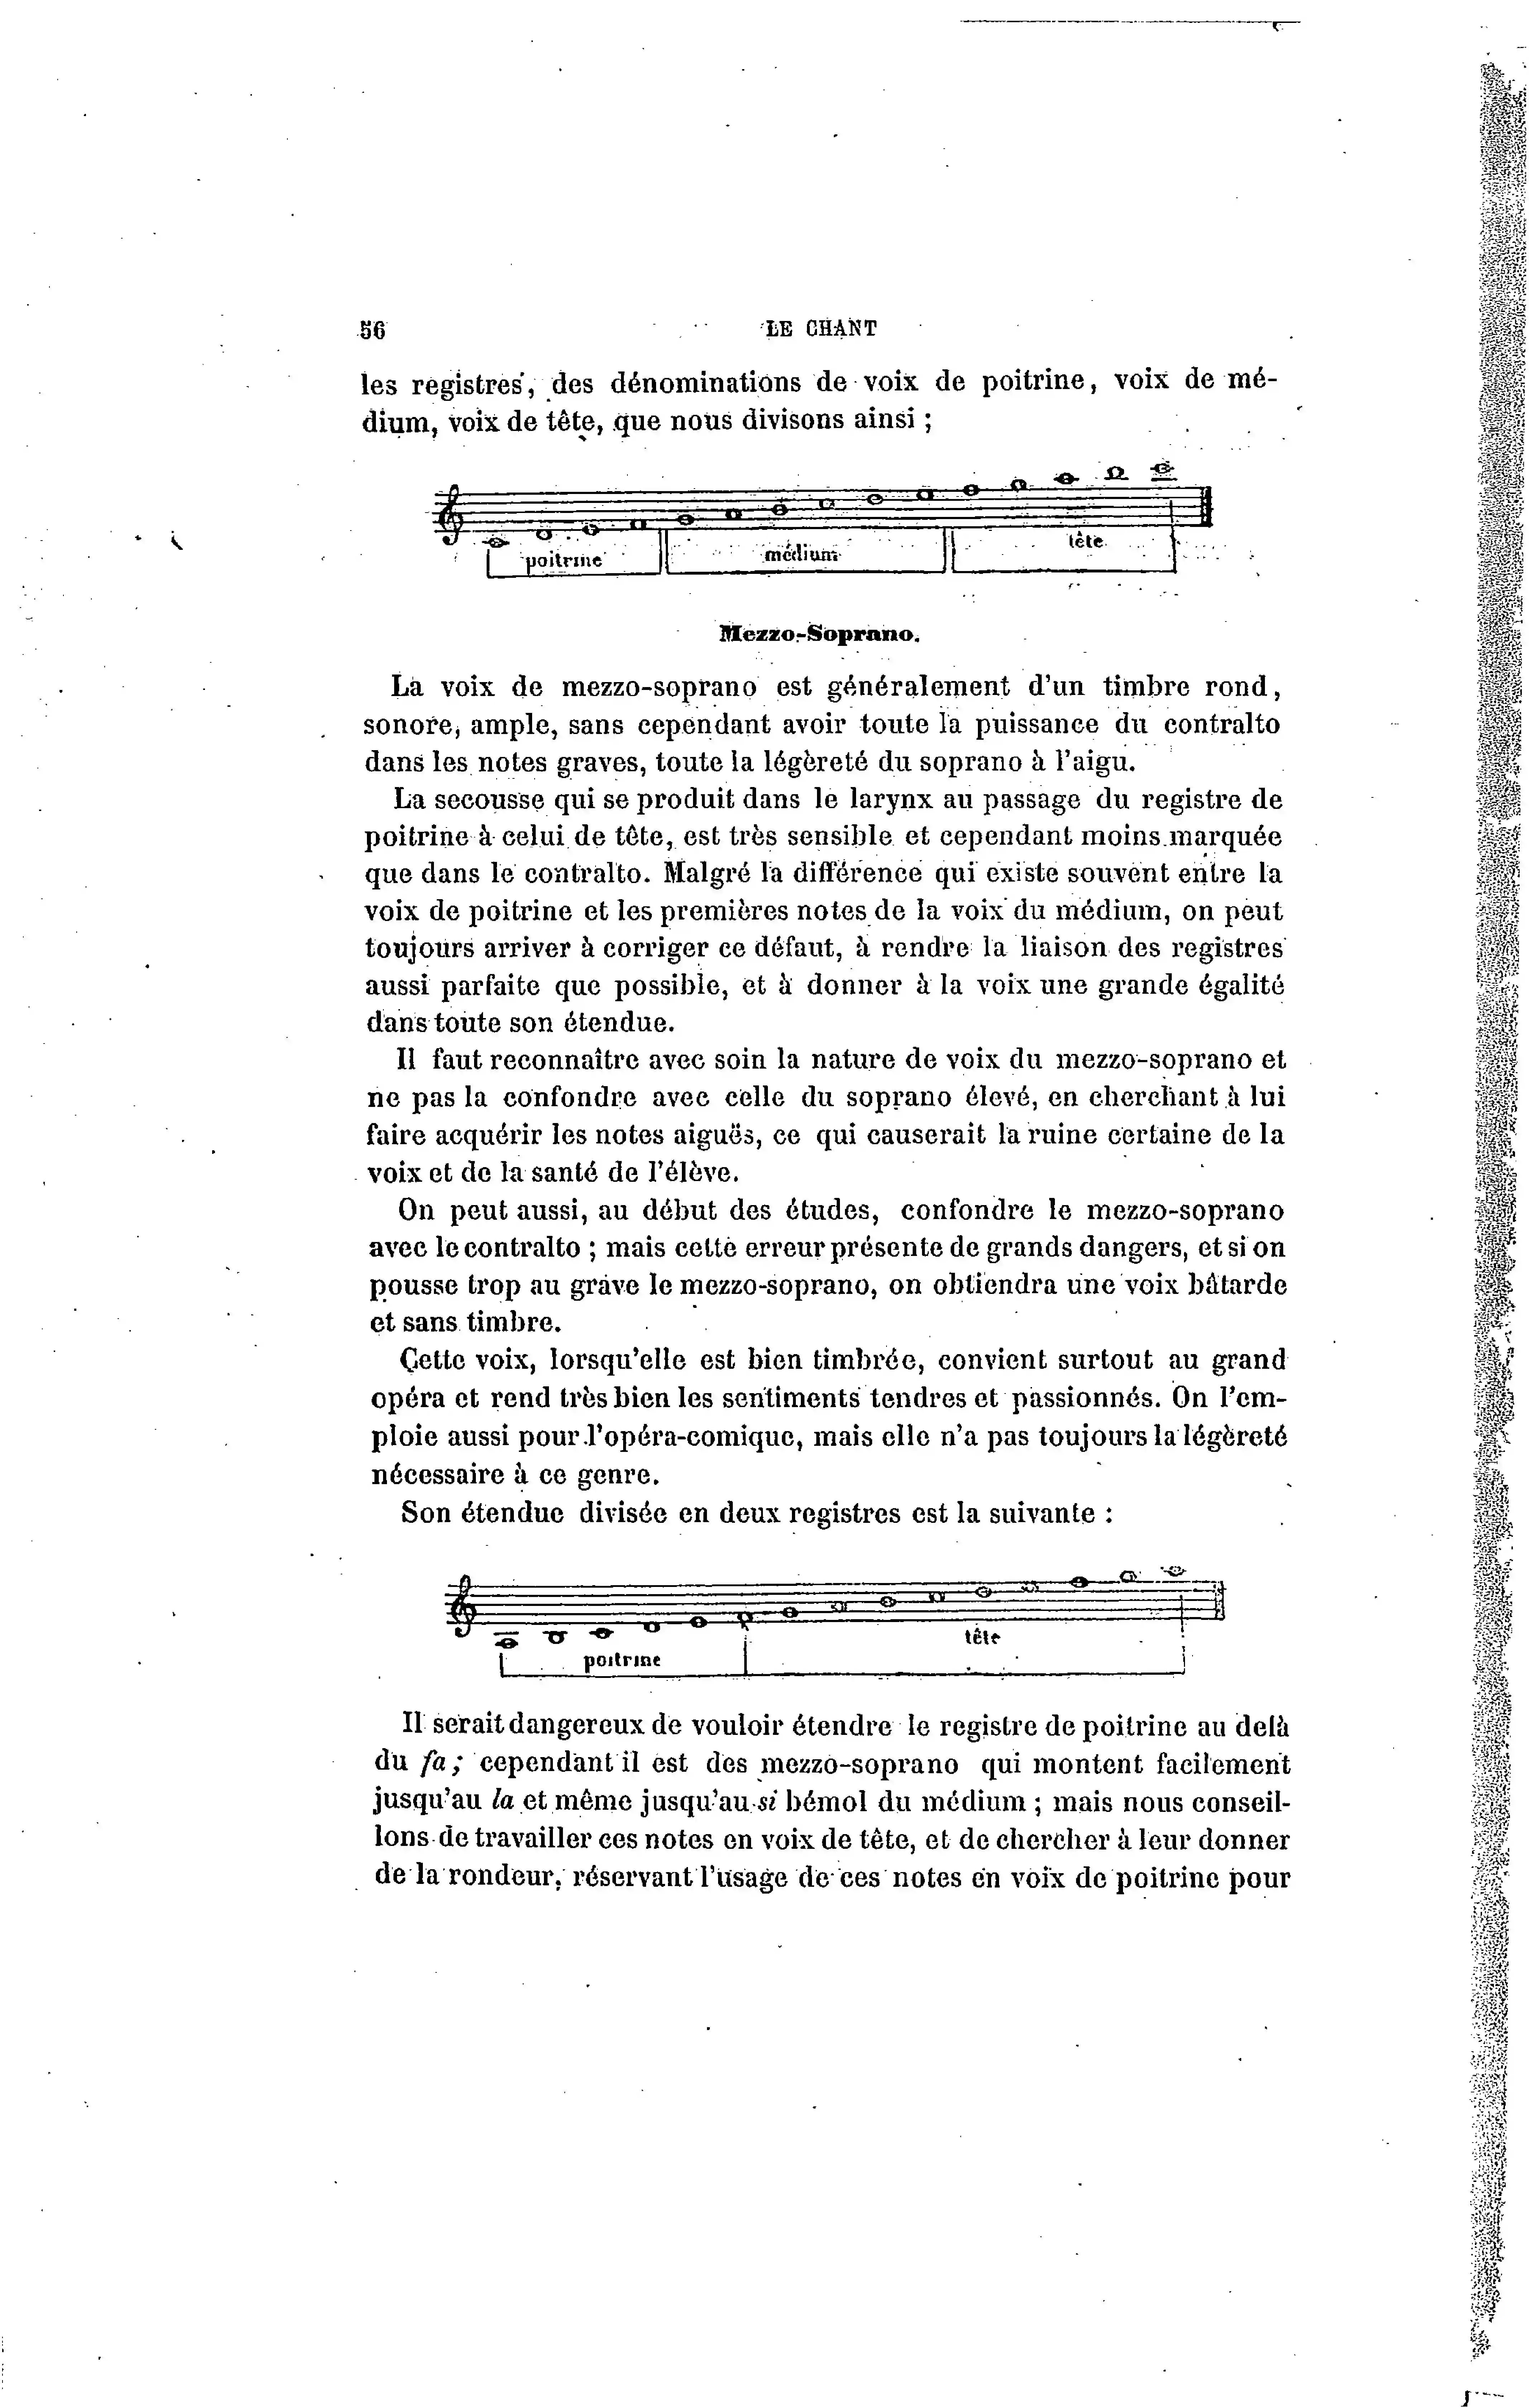 56
LE CHANT
les registres, des dénominations de voix de poitrine, voix de mé-
dium, voix de tête, que nous divisons ainsi ;
poitrine
médium
tête
Mezzo-Soprano.
La voix de mezzo-soprano est généralement d'un timbre rond,
sonore, ample, sans cependant avoir toute la puissance du contralto
dans les notes graves, toute la légèreté du soprano à l'aigu.
La secousse qui se produit dans le larynx au passage du registre de
poitrine à celui de tête, est très sensible et cependant moins marquée
que dans le contralto. Malgré la différence qui existe souvent entre la
voix de poitrine et les premières notes de la voix du médium, on peut
toujours arriver à corriger ce défaut, à rendre la liaison des registres
aussi parfaite que possible, et à donner à la voix une grande égalité
dans toute son étendue.
Il faut reconnaître avec soin la nature de voix du mezzo-soprano et
ne pas la confondre avec celle du soprano élevé, en cherchant à lui
faire acquérir les notes aiguës, ce qui causerait la ruine certaine de la
voix et de la santé de l'élève.
On peut aussi, au début des études, confondre le mezzo-soprano
avec le contralto ; mais cette erreur présente de grands dangers, et si on
pousse trop au grave le mezzo-soprano, on obtiendra une voix bâtarde
et sans timbre.
Cette voix, lorsqu'elle est bien timbrée, convient surtout au grand
opéra et rend très bien les sentiments tendres et passionnés. On l'em-
ploie aussi pour l'opéra-comique, mais elle n'a pas toujours la légèreté
nécessaire à ce genre.
Son étendue divisée en deux registres est la suivante :
poitrine
tête
Il serait dangereux de vouloir étendre le registre de poitrine au delà
du fa ; cependant il est des mezzo-soprano qui montent facilement
jusqu'au la et même jusqu'au si bémol du médium ; mais nous conseil-
lons de travailler ces notes en voix de tête, et de chercher à leur donner
de la rondeur, réservant l'usage de ces notes en voix de poitrine pour